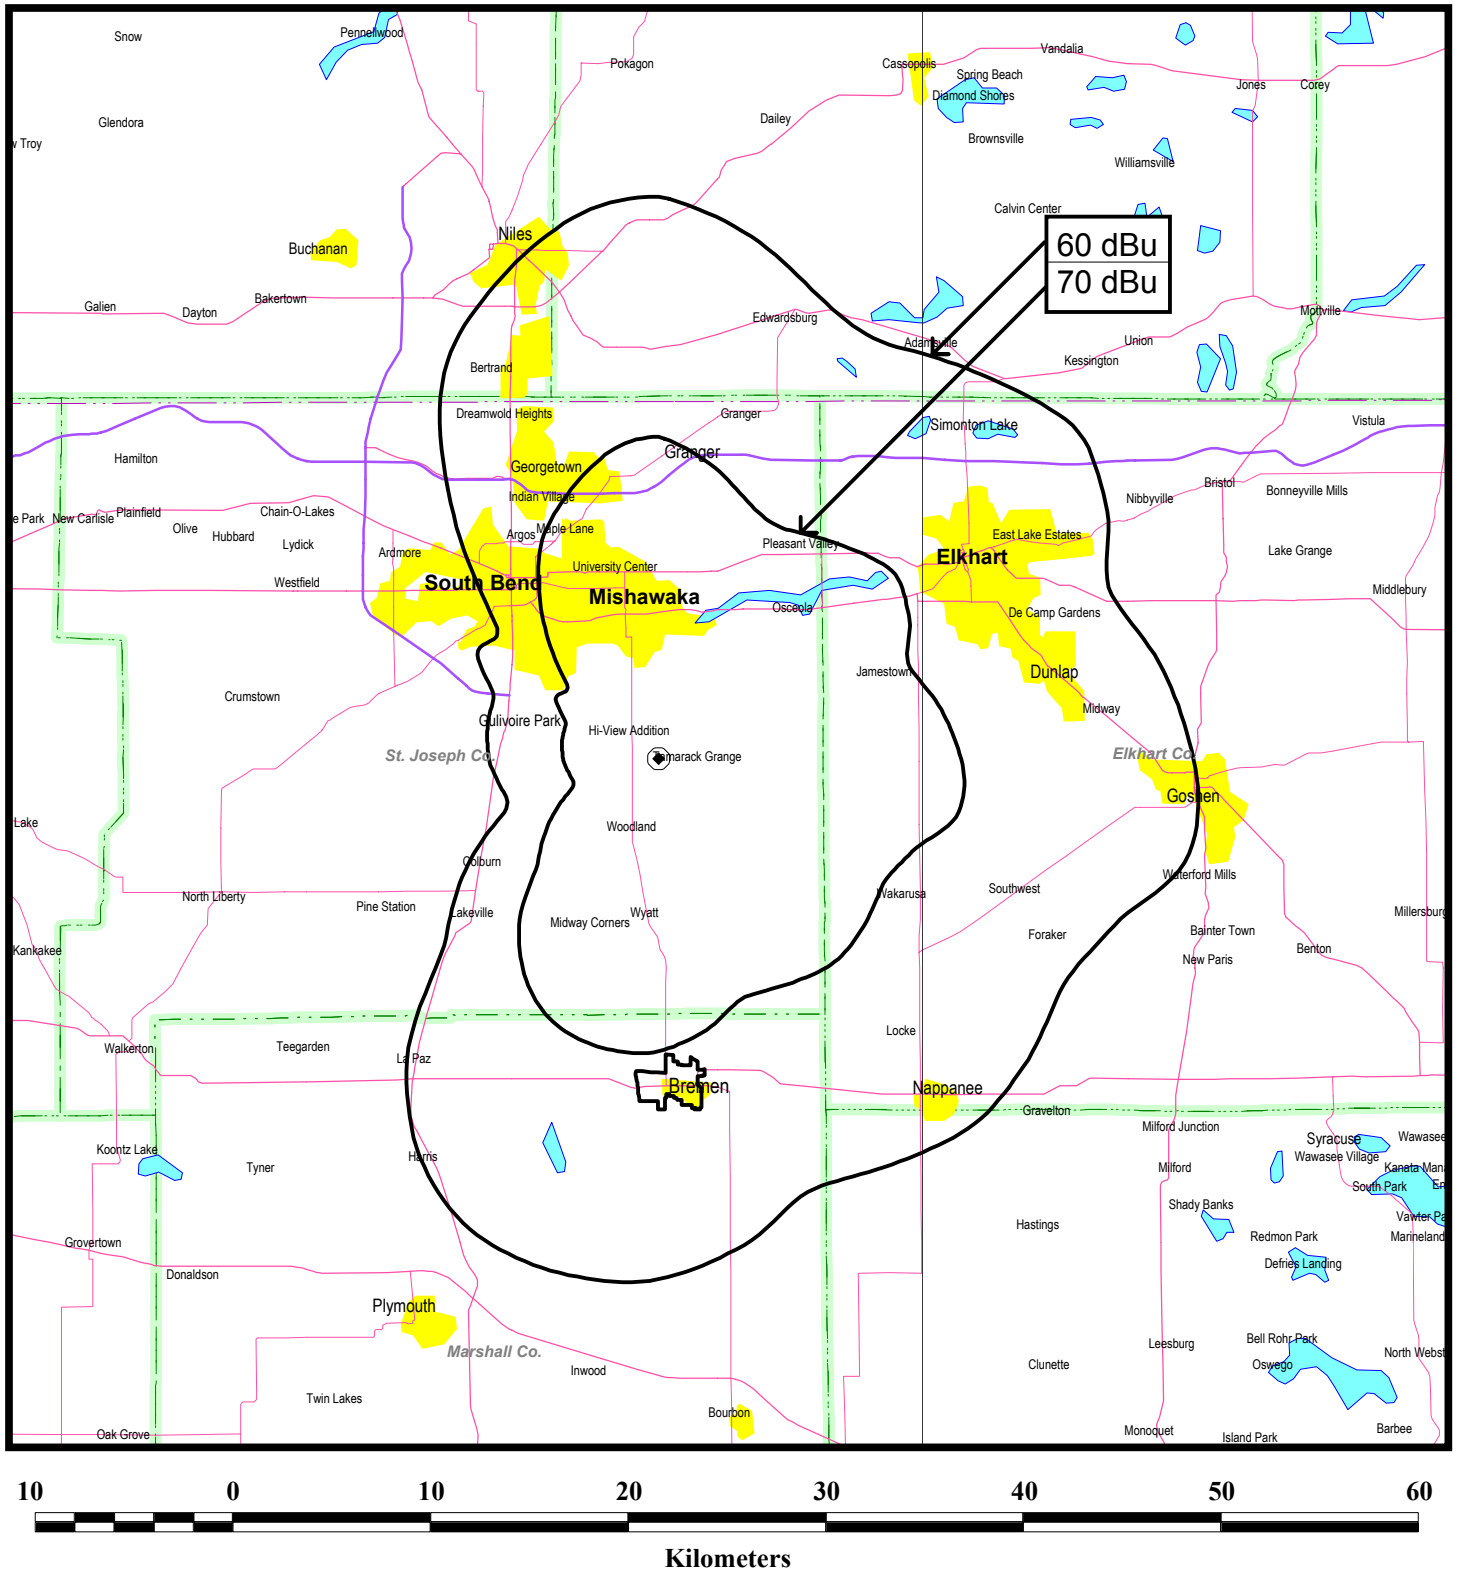 Snow
Pennellwood
Pokagon
Cassopolis
Vandalia
Spring Beach
Diamond Shores
Jones
Corey
Glendora
Dailey
w Troy
Brownsville
Williamsville
Calvin Center
Niles
Buchanan
60 dBu
70 dBu
Galien
Dayton
Bakertown
Edwardsburg
Mottville
Adamsville
Union
Kessington
Bertrand
Dreamwold Heights
Granger
Simonton Lake
Vistula
Hamilton
Granger
Georgetown
Indian Village
Bristol
Nibbyville
Bonneyville Mills
e Park
New Carlisle
Plainfield
Chain-O-Lakes
Olive
Hubbard
Lydick
Ardmore
Argos
Maple Lane
Pleasant Valley
East Lake Estates
Lake Grange
Westfield
South Bend
University Center
Mishawaka
Elkhart
Osceola
De Camp Gardens
Middlebury
Jamestown
Dunlap
Crumstown
Gulivoire Park
Hi-View Addition
Midway
St. Joseph Co.
Tamarack Grange
Elkhart Co.
Goshen
Lake
Woodland
Colburn
Waterford Mills
North Liberty
Pine Station
Lakeville
Midway Corners
Wyatt
Wakarusa
Southwest
Millersburg
Foraker
Bainter Town
Kankakee
New Paris
Benton
Locke
Walkerton
Teegarden
La Paz
Bremen
Nappanee
Gravelton
Milford Junction
Syracuse
Wawasee
Koontz Lake
Tyner
Harris
Milford
Wawasee Village
Kanata Man
South Park
En
Shady Banks
Vawter Pa
Hastings
Redmon Park
Marineland
Grovertown
Defries Landing
Donaldson
Plymouth
Marshall Co.
Inwood
Leesburg
Bell Rohr Park
Clunette
Oswego
North Webst
Twin Lakes
Bourbon
Oak Grove
Monoquet
Island Park
Barbee
10 0 10 20 30 40 50 60
Kilometers